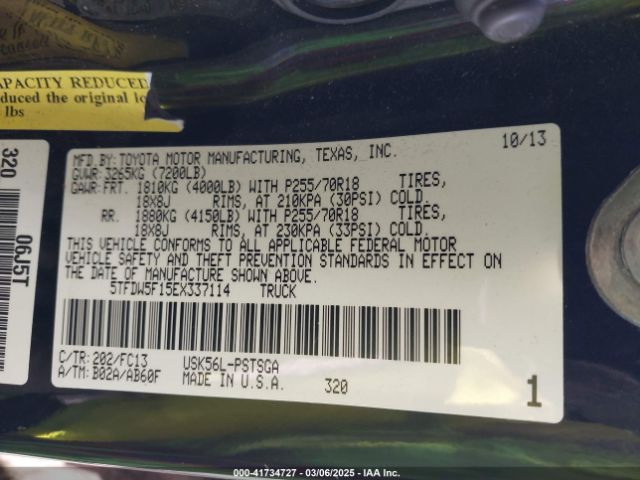 APACITY REDUCED
duced the original lo
lbs
320
06J5T
MFD.BY:TOYOTA MOTOR MANUFACTURING, TEXAS, INC. 10/13
GVWR:3265KG (7200LB)
GAWR:FRT. 1810KG (4000LB) WITH P255/70R18 TIRES,
18X8J RIMS, AT 210KPA (30PSI) COLD.
RR. 1880KG (4150LB) WITH P255/70R18 TIRES,
18X8J RIMS, AT 230KPA (33PSI) COLD.
THIS VEHICLE CONFORMS TO ALL APPLICABLE FEDERAL MOTOR
VEHICLE SAFETY AND THEFT PREVENTION STANDARDS IN EFFECT ON
THE DATE OF MANUFACTURE SHOWN ABOVE.
5TFDW5F15EX337114 TRUCK
C/TR:202/FC13 USK56L-PSTSGA
A/TM:B02A/AB60F MADE IN U.S.A. 320
1
000-41734727 - 03/06/2025 - IAA Inc.